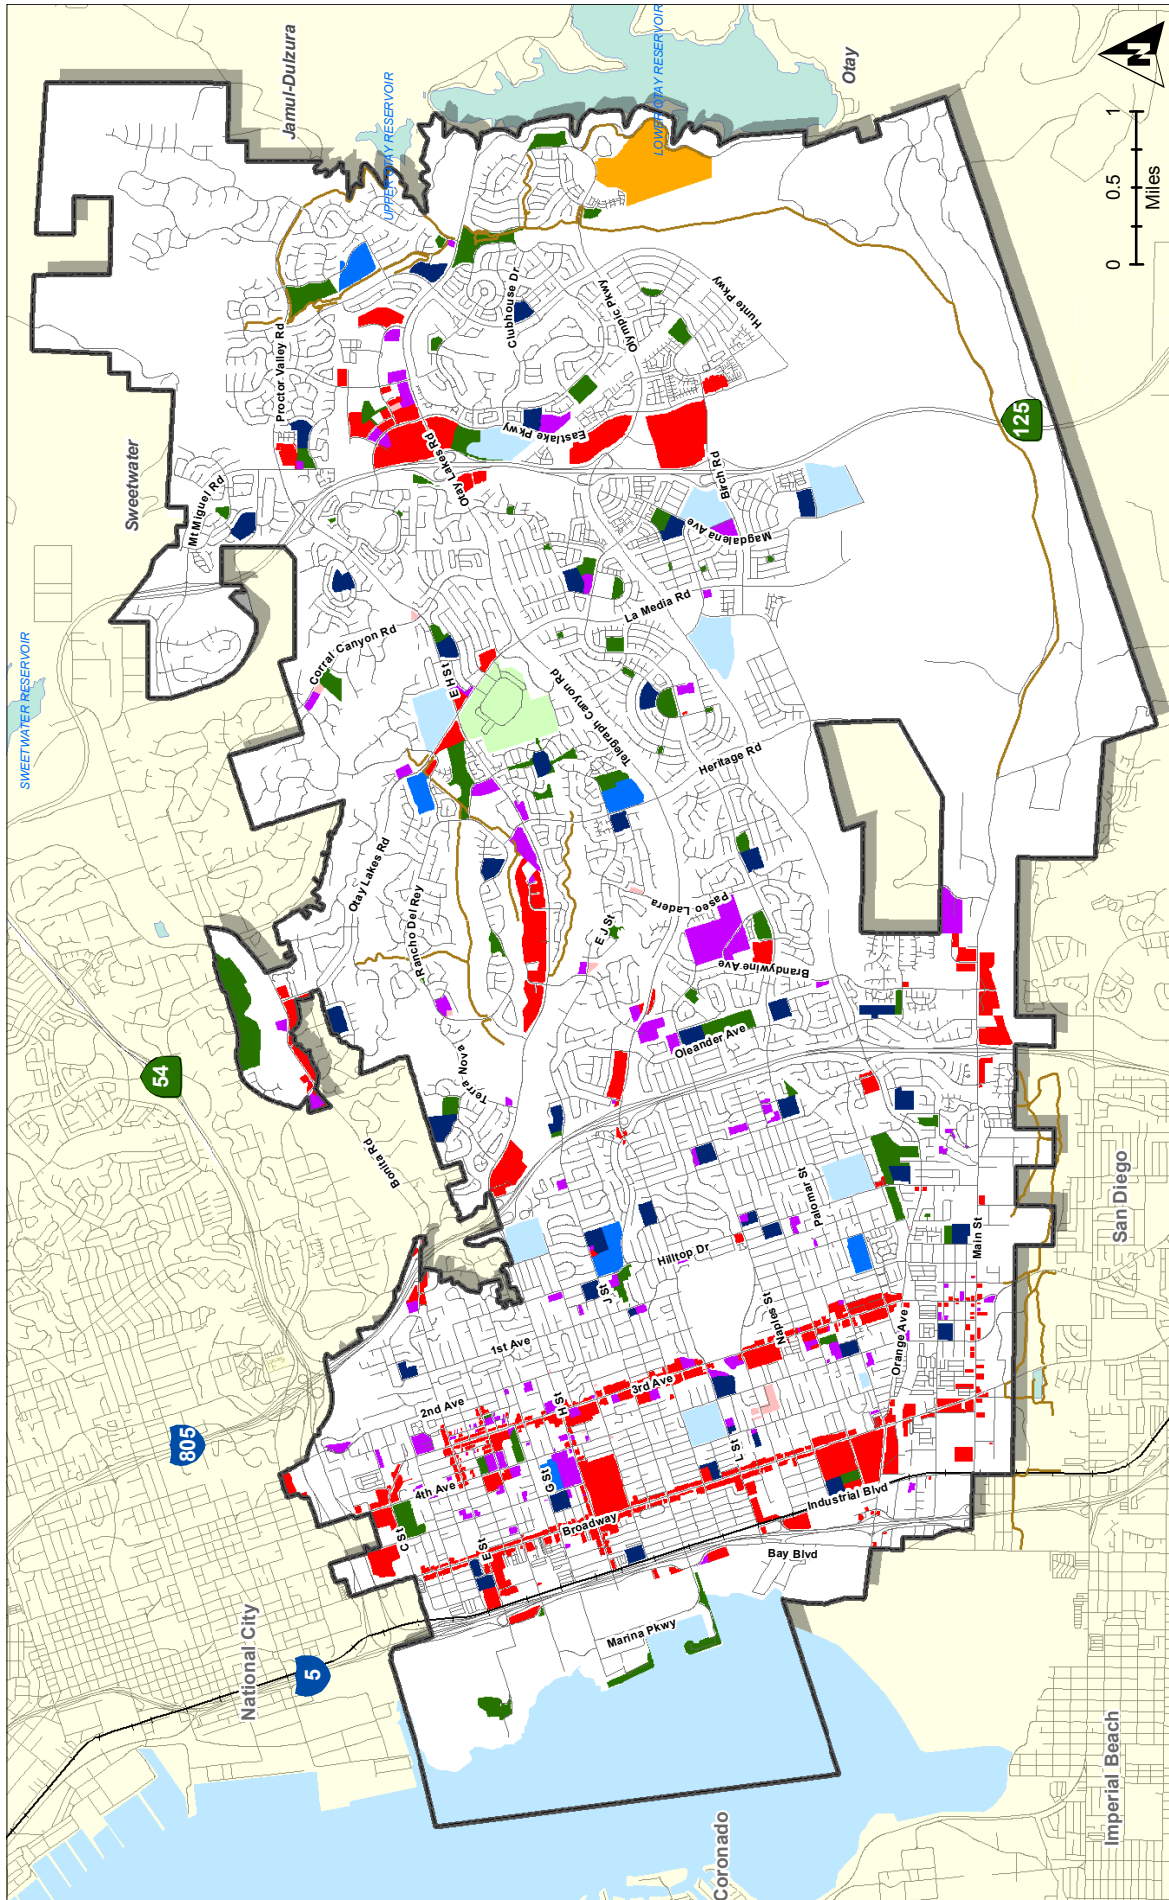 Jamul-Dulzura
UPPER OTAY RESERVOIR
LOWER OTAY RESERVOIR
Otay
N
0 0.5 1
Miles
Sweetwater
SWEETWATER RESERVOIR
Proctor Valley Rd
Mt Miguel Rd
Clubhouse Dr
Olympic Pkwy
Hunte Pkwy
Eastlake Pkwy
Otay Lakes Rd
Birch Rd
Magdalena Ave
125
Corral Canyon Rd
E H St
La Media Rd
Telegraph Canyon Rd
Heritage Rd
Otay Lakes Rd
Rancho Del Rey
E J St
Paseo Ladera
Brandywine Ave
Oleander Ave
Terra Nova
54
Bonita Rd
Palomar St
Hilltop Dr
J St
Main St
San Diego
Naples St
Orange Ave
1st Ave
2nd Ave
3rd Ave
H St
805
4th Ave
G St
L St
C St
E St
Broadway
Industrial Blvd
Bay Blvd
Marina Pkwy
National City
5
Coronado
Imperial Beach